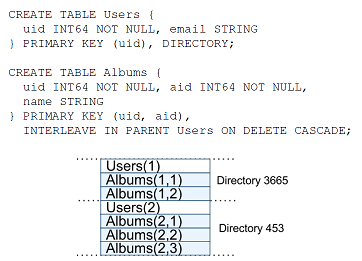 CREATE TABLE Users {
uid INT64 NOT NULL, email STRING
} PRIMARY KEY (uid), DIRECTORY;
CREATE TABLE Albums {
uid INT64 NOT NULL, aid INT64 NOT NULL,
name STRING
} PRIMARY KEY (uid, aid),
INTERLEAVE IN PARENT Users ON DELETE CASCADE;
Users(1)
Albums(1,1)
Albums(1,2)
Directory 3665
Users(2)
Albums(2,1)
Albums(2,2)
Albums(2,3)
Directory 453